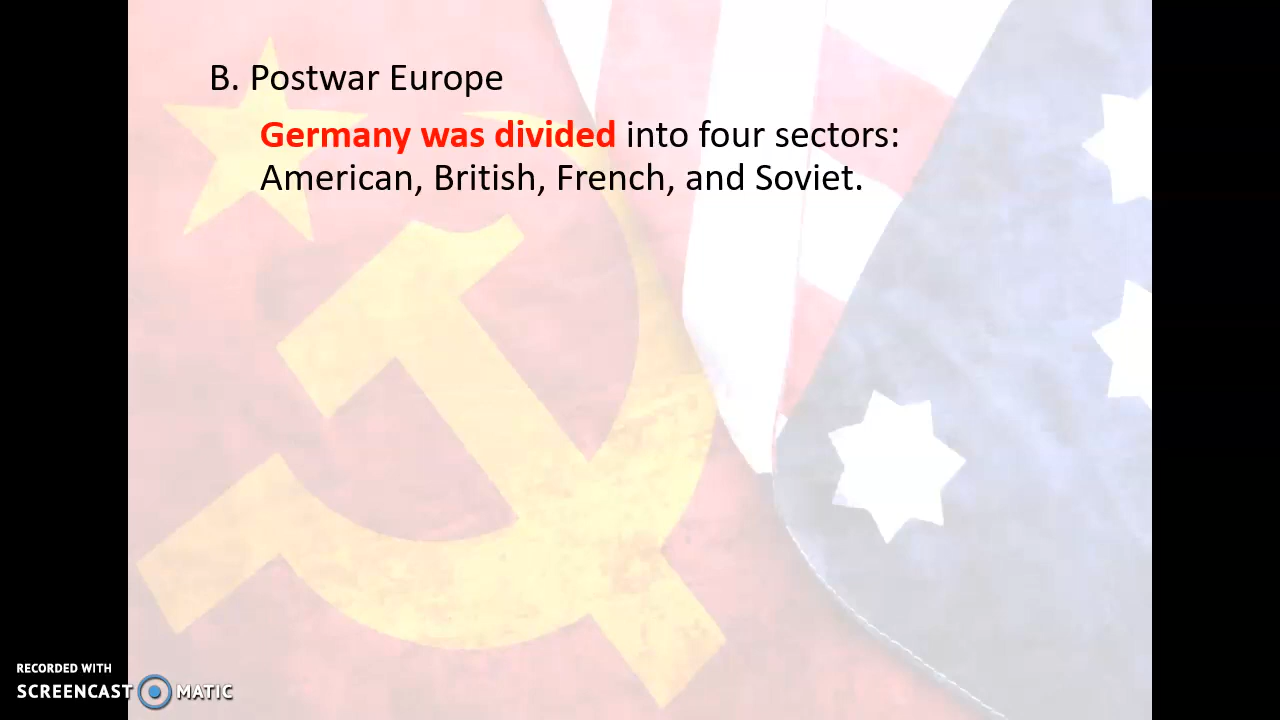 B. Postwar Europe
Germany was divided into four sectors:
American, British, French, and Soviet.
RECORDED WITH
SCREENCAST MATIC